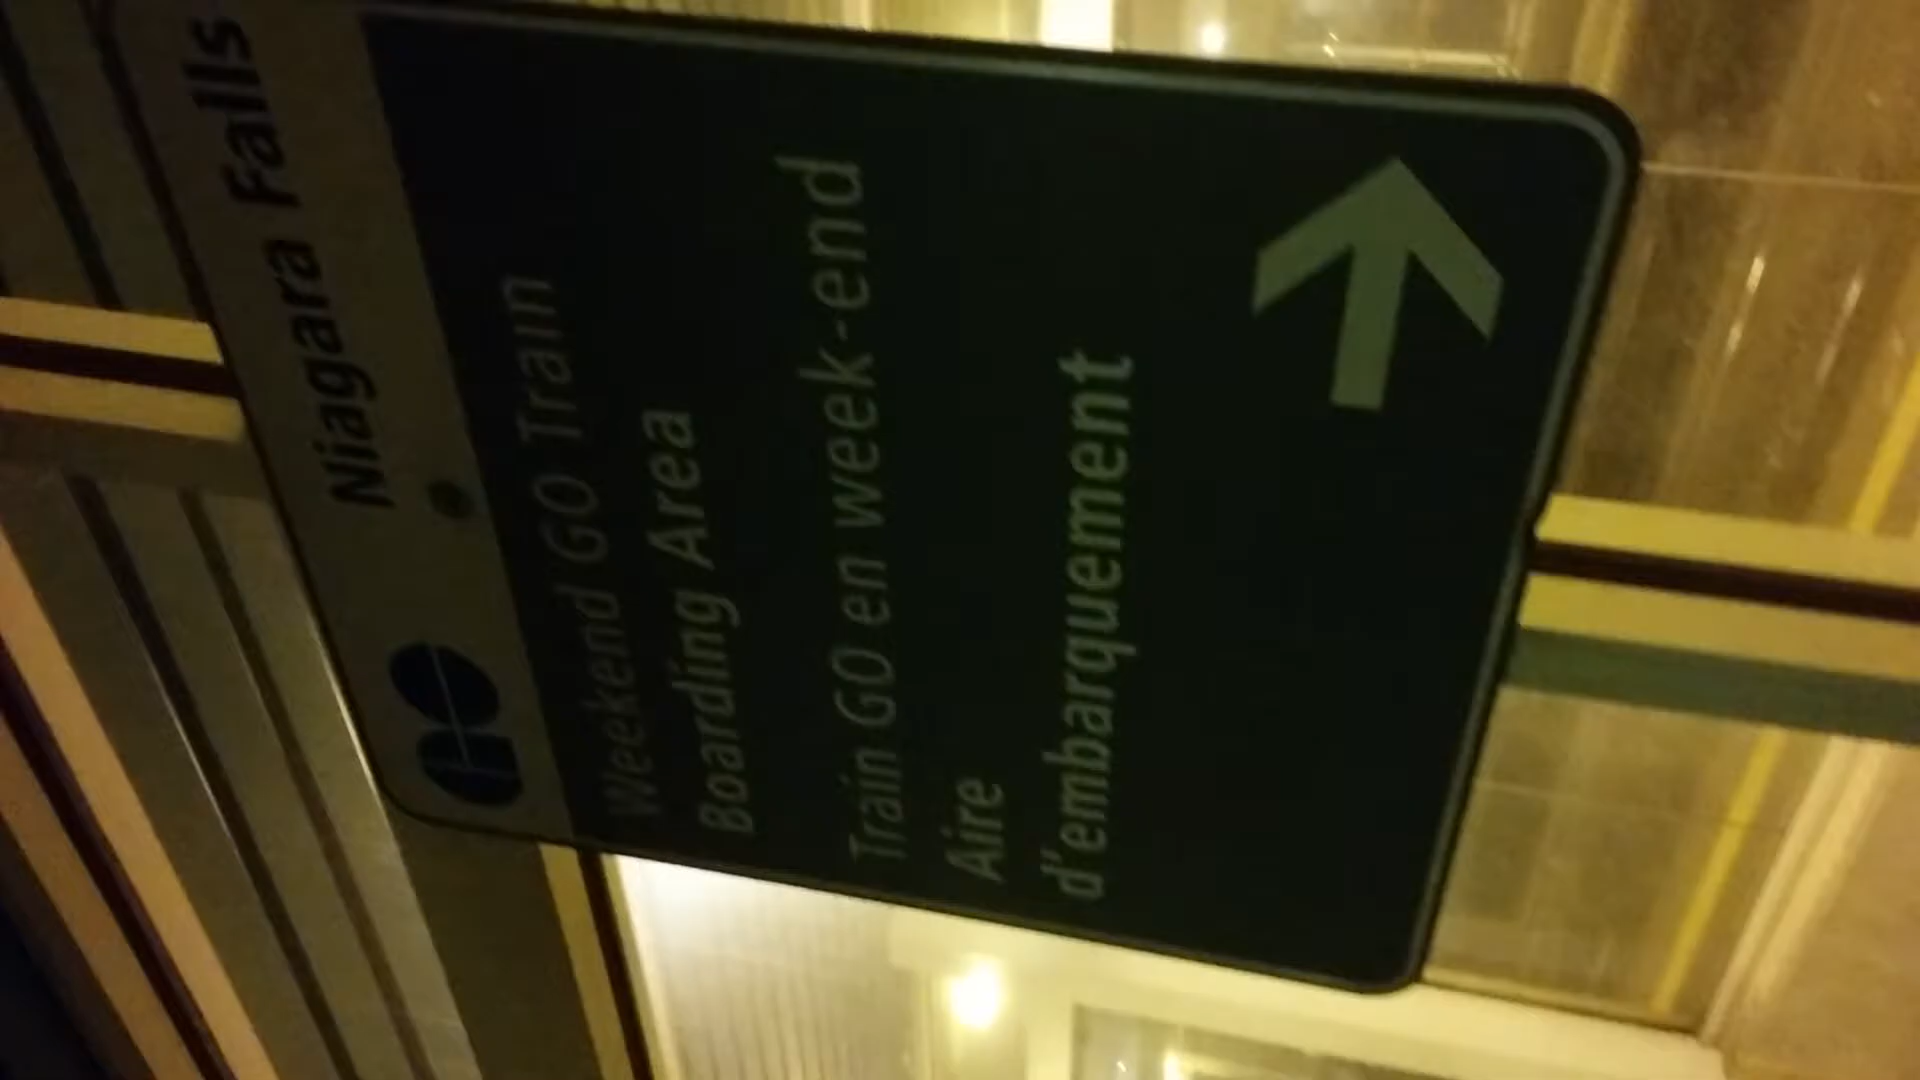 Niagara Falls
Weekend GO Train
Boarding Area
Train GO en week-end
Aire
d'embarquement